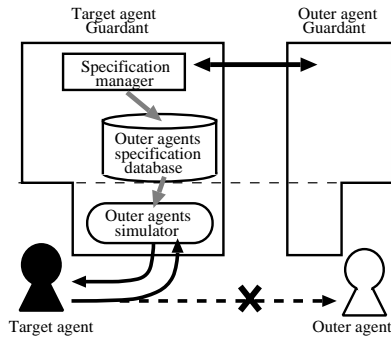 Target agent
Guardant
Outer agent
Guardant
Specification
manager
Outer agents
specification
database
Outer agents
simulator
Target agent
Outer agent